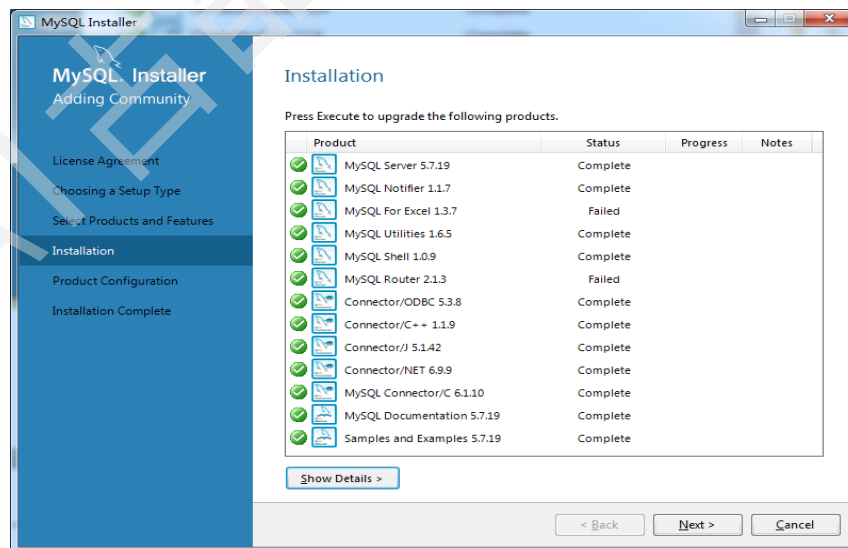 MySQL Installer
MySQL. Installer
Adding Community
License Agreement
Choosing a Setup Type
Select Products and Features
Installation
Product Configuration
Installation Complete
Installation
Press Execute to upgrade the following products.
Product Status Progress Notes
MySQL Server 5.7.19 Complete
MySQL Notifier 1.1.7 Complete
MySQL For Excel 1.3.7 Failed
MySQL Utilities 1.6.5 Complete
MySQL Shell 1.0.9 Complete
MySQL Router 2.1.3 Failed
Connector/ODBC 5.3.8 Complete
Connector/C++ 1.1.9 Complete
Connector/J 5.1.42 Complete
Connector/NET 6.9.9 Complete
MySQL Connector/C 6.1.10 Complete
MySQL Documentation 5.7.19 Complete
Samples and Examples 5.7.19 Complete
Show Details >
< Back Next > Cancel